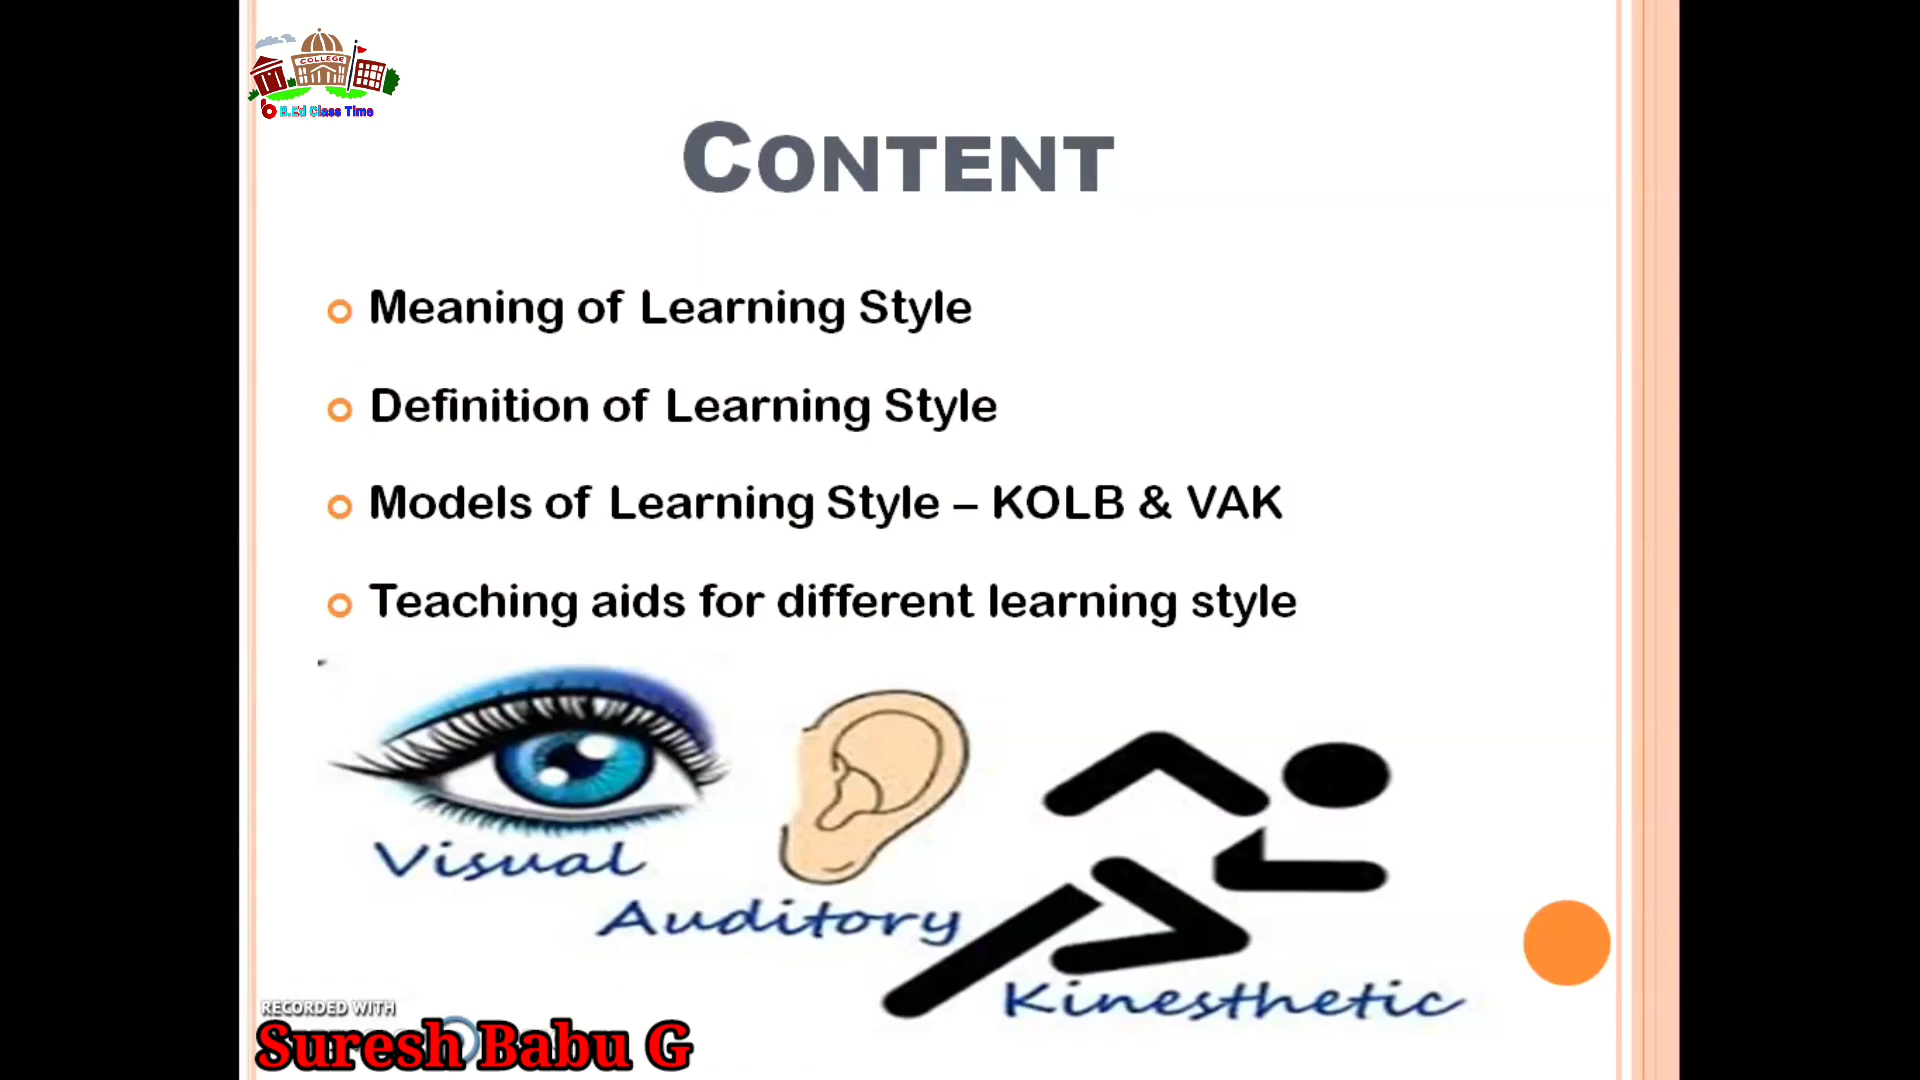 COLLEGE
B.Ed Class Time
CONTENT
Meaning of Learning Style
Definition of Learning Style
Models of Learning Style – KOLB & VAK
Teaching aids for different learning style
Visual
Auditory
Kinesthetic
RECORDED WITH
Suresh Babu G